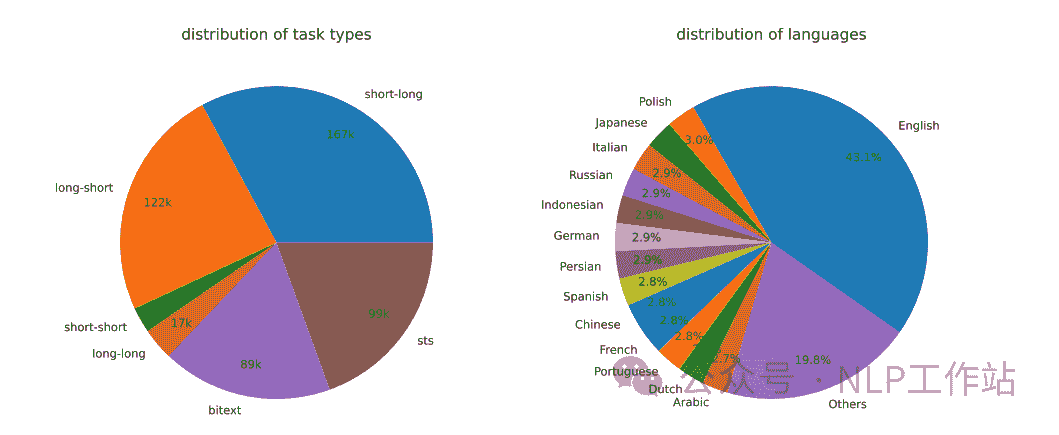 distribution of task types
short-long
167k
long-short
122k
short-short
17k
long-long
89k
bitext
99k
sts
distribution of languages
English
43.1%
Polish
3.0%
Japanese
Italian
2.9%
Russian
2.9%
Indonesian
2.9%
German
2.9%
Persian
2.9%
Spanish
2.8%
2.8%
Chinese
2.8%
French
2.8%
Portuguese
Dutch
Arabic
19.8%
Others
公众号 · NLP工作站